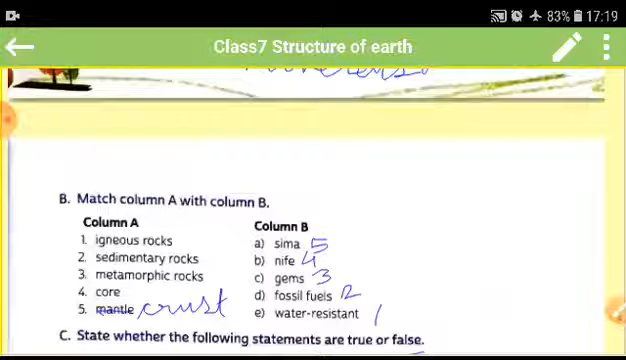 83% 17:19
Class7 Structure of earth
B. Match column A with column B.
Column A Column B
1. igneous rocks a) sima 5
2. sedimentary rocks b) nife 4
3. metamorphic rocks c) gems 3
4. core d) fossil fuels 2
5. mantle crust e) water-resistant 1
C. State whether the following statements are true or false.